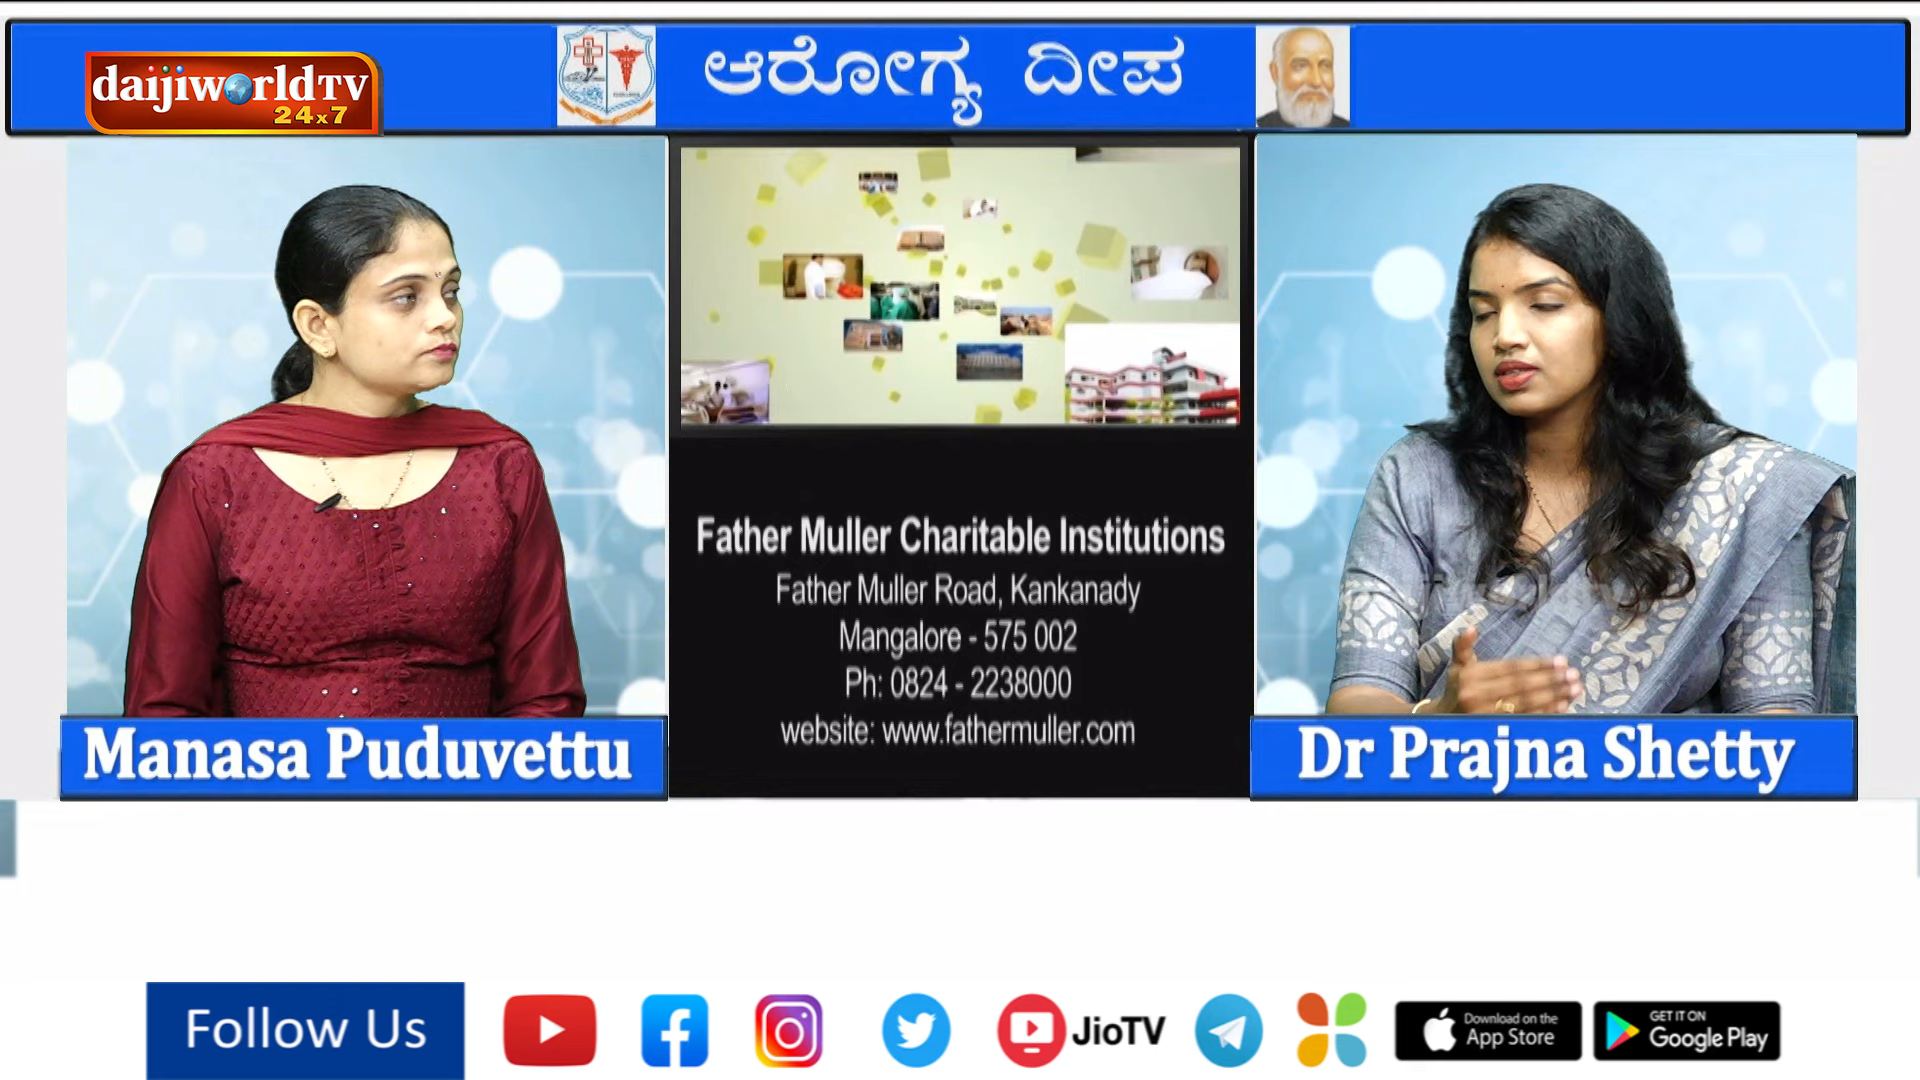 daijiworldTV
24x7
ಆರೋಗ್ಯ ದೀಪ
Father Muller Charitable Institutions
Father Muller Road, Kankanady
Mangalore - 575 002
Ph: 0824 - 2238000
website: www.fathermuller.com
Manasa Puduvettu
Dr Prajna Shetty
Follow Us
JioTV
Download on the
App Store
GET IT ON
Google Play